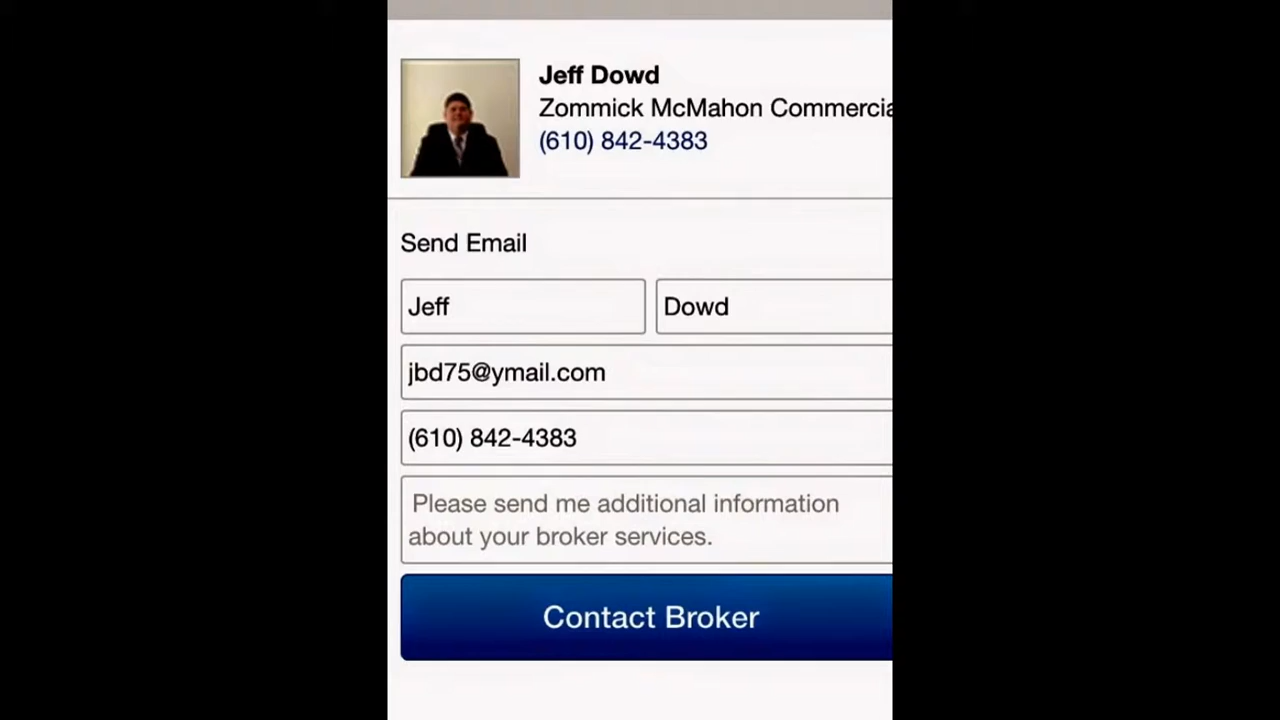 Jeff Dowd
Zommick McMahon Commercia
(610) 842-4383
Send Email
Jeff
Dowd
jbd75@ymail.com
(610) 842-4383
Please send me additional information
about your broker services.
Contact Broker